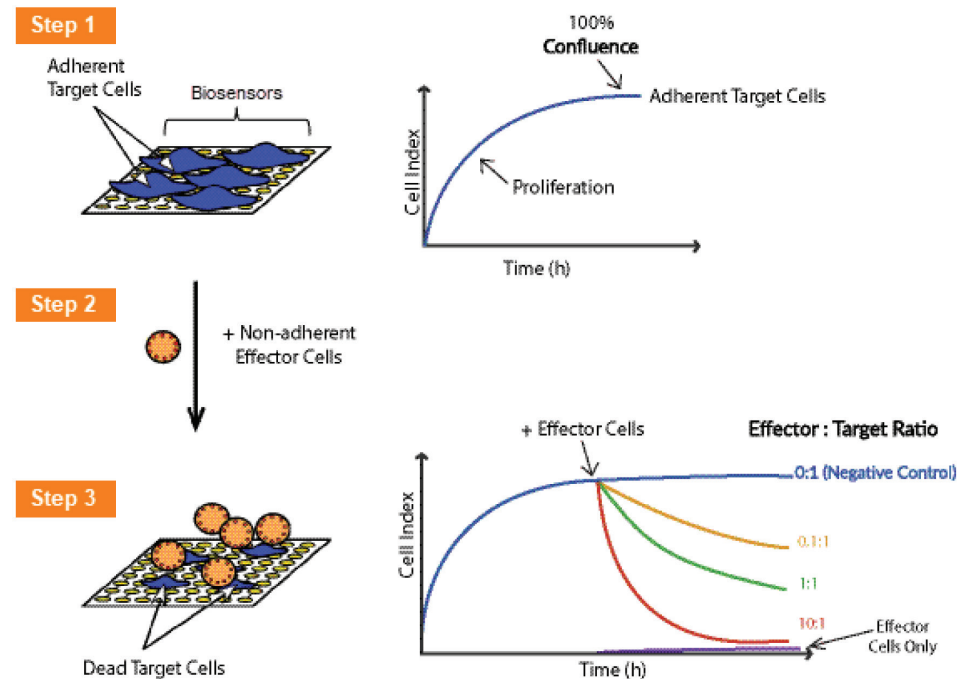 Step 1
Adherent
Target Cells
Biosensors
100%
Confluence
Adherent Target Cells
Proliferation
Cell Index
Time (h)
Step 2
+ Non-adherent
Effector Cells
Step 3
Dead Target Cells
+ Effector Cells
Effector : Target Ratio
0:1 (Negative Control)
0.1:1
1:1
10:1
Effector
Cells Only
Cell Index
Time (h)